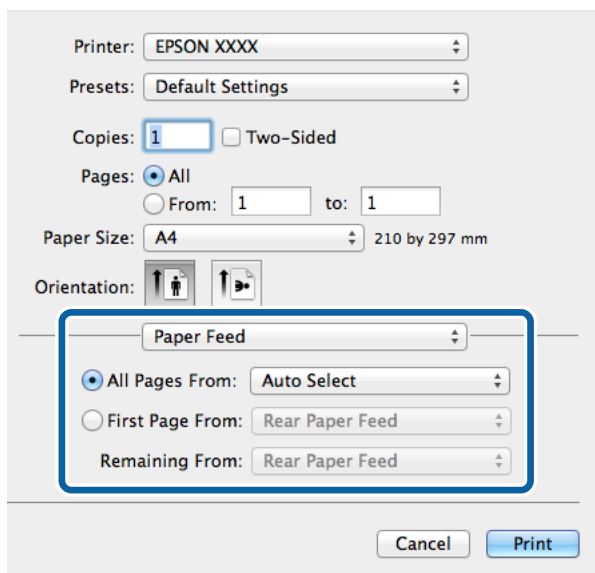 Printer: EPSON XXXX
Presets: Default Settings
Copies: 1 Two-Sided
Pages: All
From: 1 to: 1
Paper Size: A4 210 by 297 mm
Orientation:
Paper Feed
All Pages From: Auto Select
First Page From: Rear Paper Feed
Remaining From: Rear Paper Feed
Cancel Print